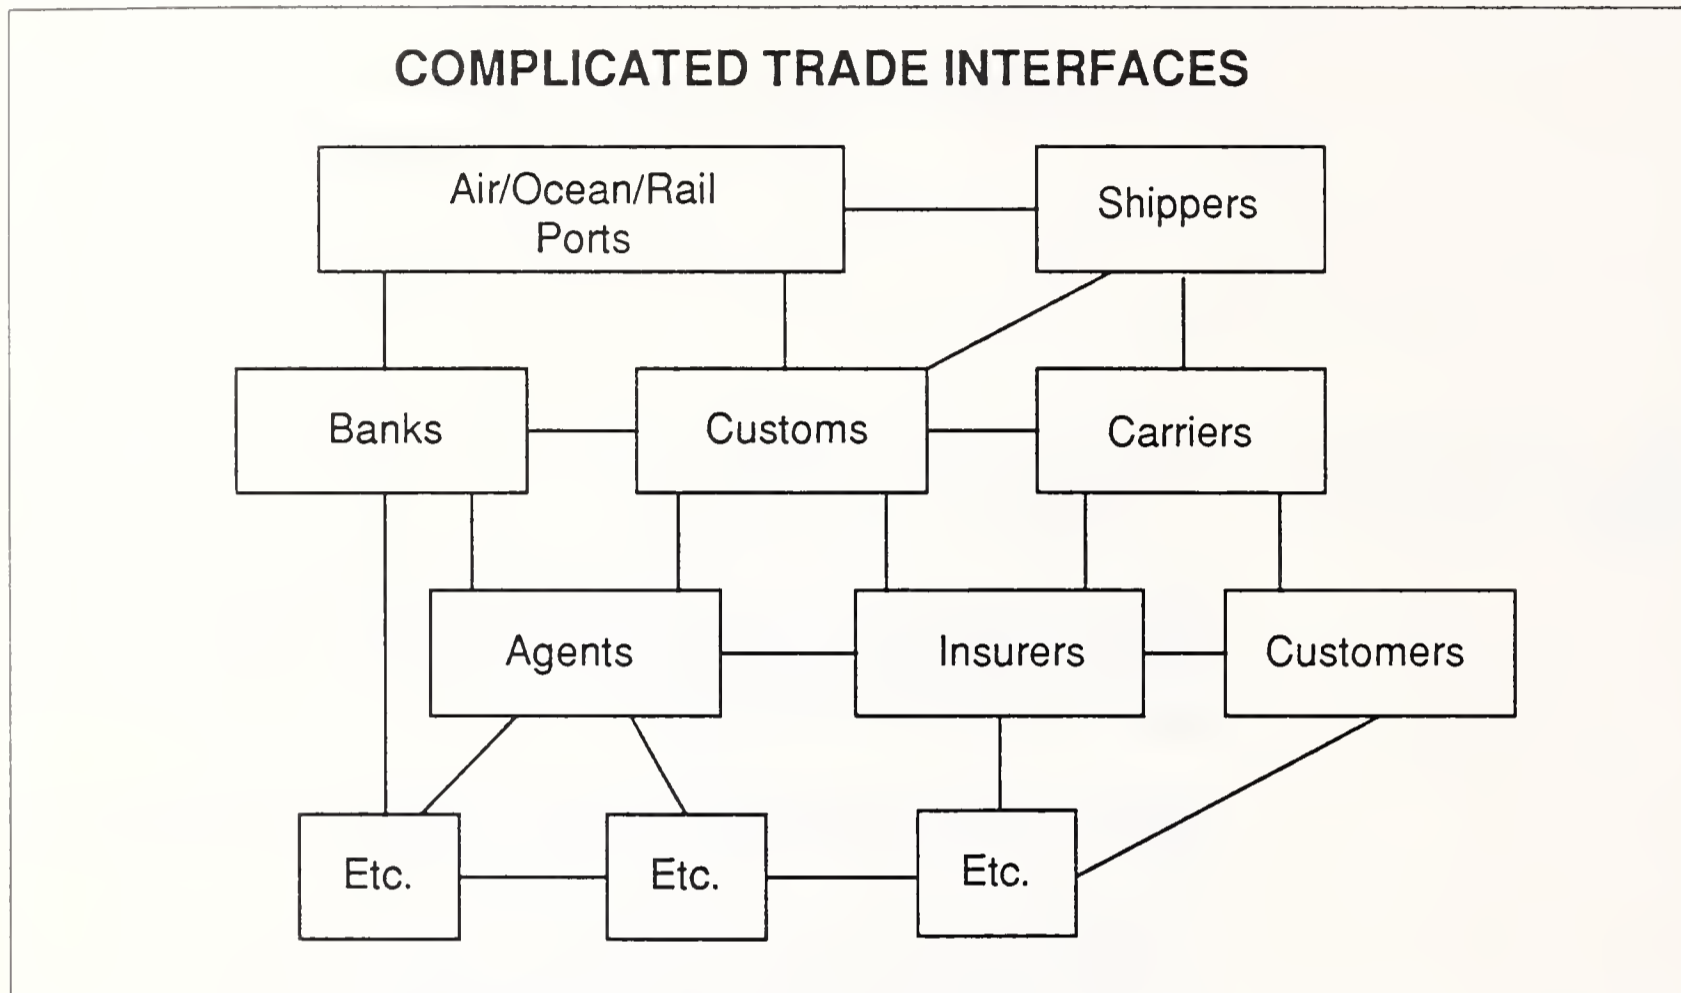 COMPLICATED TRADE INTERFACES
Air/Ocean/Rail
Ports
Shippers
Banks
Customs
Carriers
Agents
Insurers
Customers
Etc.
Etc.
Etc.